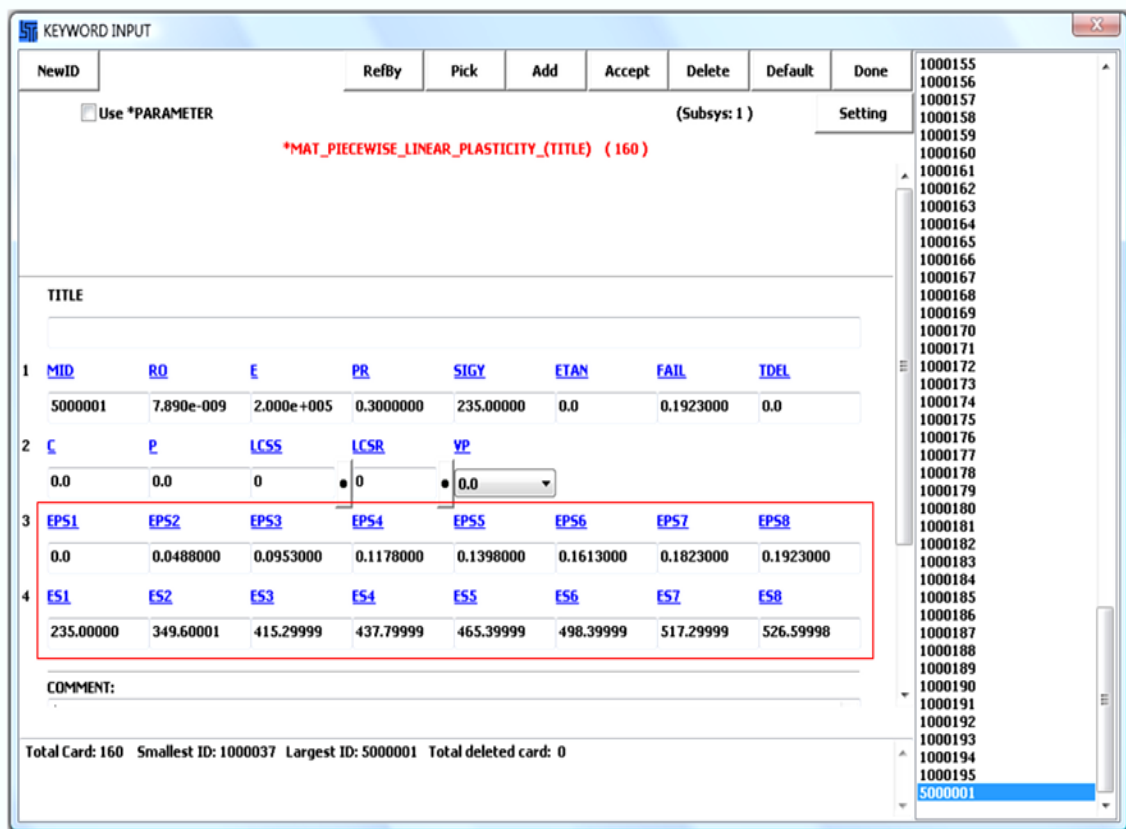 KEYWORD INPUT
NewID RefBy Pick Add Accept Delete Default Done
Use *PARAMETER (Subsys: 1 ) Setting
*MAT_PIECEWISE_LINEAR_PLASTICITY_(TITLE) ( 160 )
TITLE
1 MID RO E PR SIGY ETAN FAIL TDEL
5000001 7.890e-009 2.000e+005 0.3000000 235.00000 0.0 0.1923000 0.0
2 C P LCSS LCSR VP
0.0 0.0 0 0 0.0
3 EPS1 EPS2 EPS3 EPS4 EPS5 EPS6 EPS7 EPS8
0.0 0.0488000 0.0953000 0.1178000 0.1398000 0.1613000 0.1823000 0.1923000
4 ES1 ES2 ES3 ES4 ES5 ES6 ES7 ES8
235.00000 349.60001 415.29999 437.79999 465.39999 498.39999 517.29999 526.59998
COMMENT:
Total Card: 160 Smallest ID: 1000037 Largest ID: 5000001 Total deleted card: 0
1000155
1000156
1000157
1000158
1000159
1000160
1000161
1000162
1000163
1000164
1000165
1000166
1000167
1000168
1000169
1000170
1000171
1000172
1000173
1000174
1000175
1000176
1000177
1000178
1000179
1000180
1000181
1000182
1000183
1000184
1000185
1000186
1000187
1000188
1000189
1000190
1000191
1000192
1000193
1000194
1000195
5000001